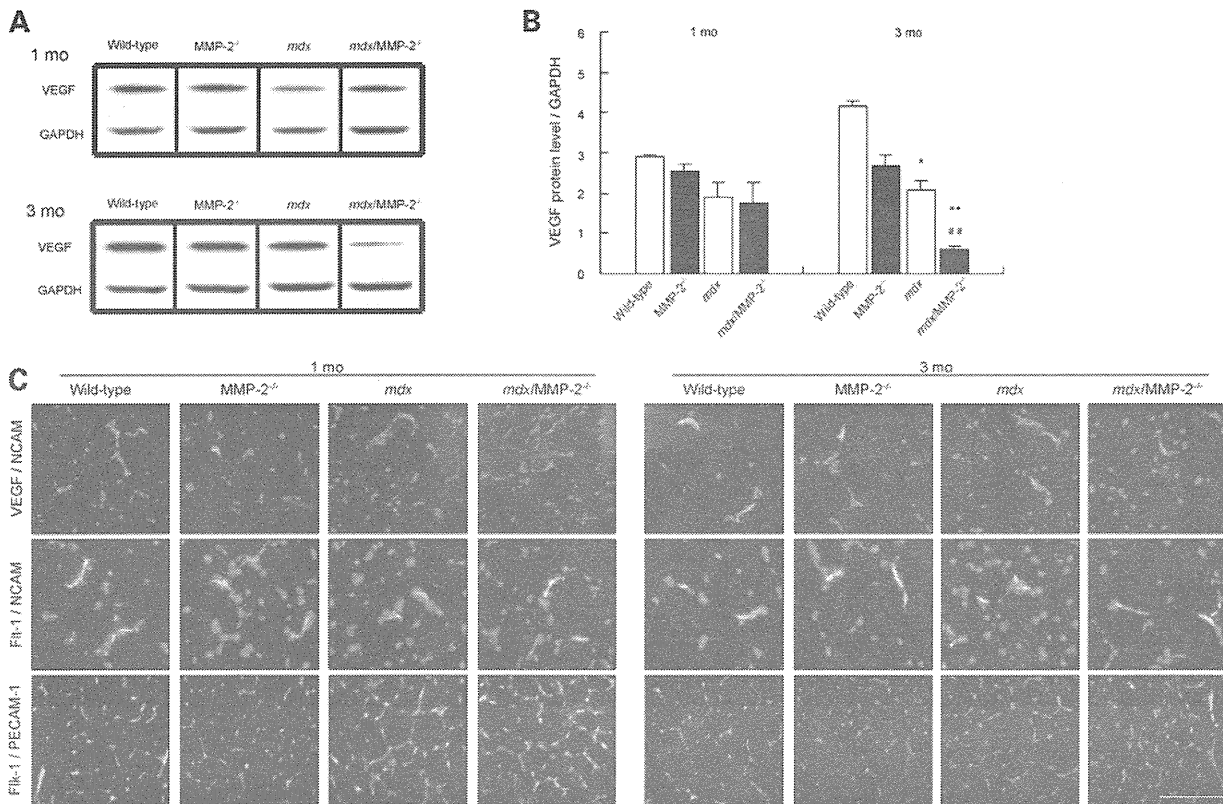 A
Wild-type MMP-2-/- mdx mdx/MMP-2-/-
1 mo
VEGF
GAPDH
Wild-type MMP-2-/- mdx mdx/MMP-2-/-
3 mo
VEGF
GAPDH
B
1 mo 3 mo
VEGF protein level / GAPDH
6
5
4
3
2
1
0
*
**
##
Wild-type MMP-2-/- mdx mdx/MMP-2-/- Wild-type MMP-2-/- mdx mdx/MMP-2-/-
C
1 mo 3 mo
Wild-type MMP-2-/- mdx mdx/MMP-2-/- Wild-type MMP-2-/- mdx mdx/MMP-2-/-
VEGF / NCAM
Flt-1 / NCAM
Flk-1 / PECAM-1